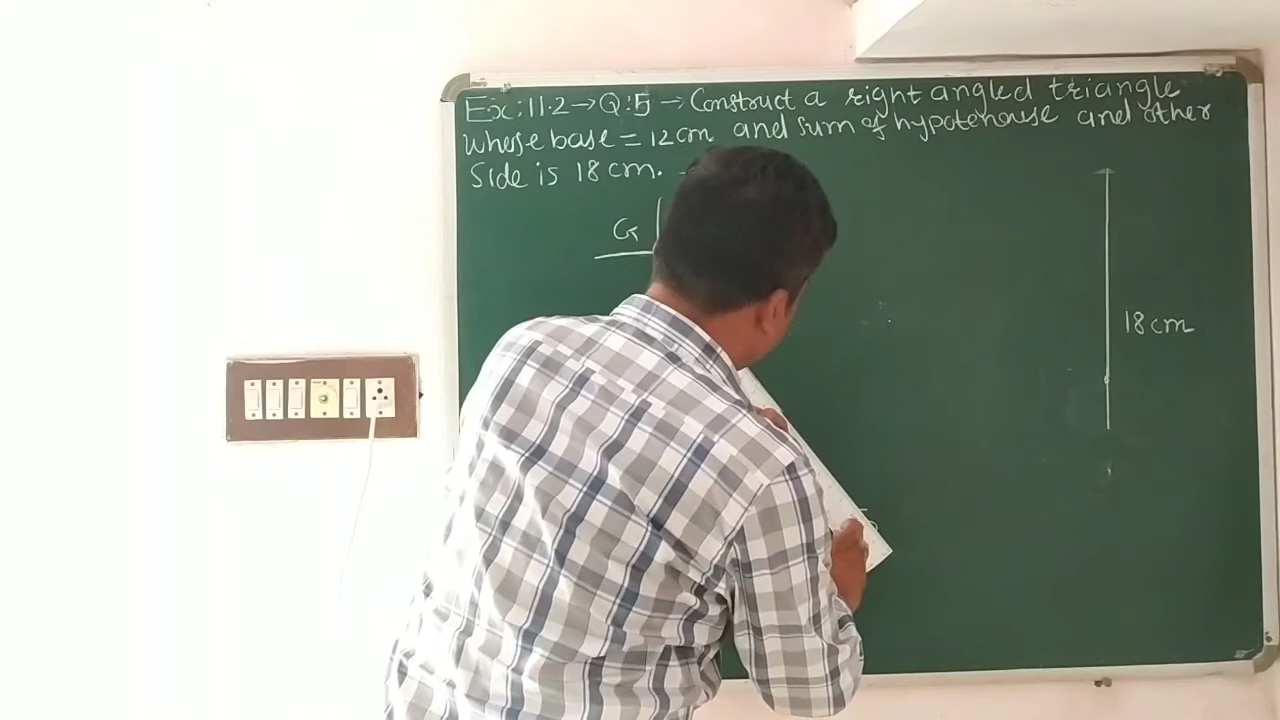 Ex: 11.2 → Q:5 → Construct a right angled triangle
whose base = 12 cm and sum of hypotehouse and other
side is 18 cm.
G
18 cm